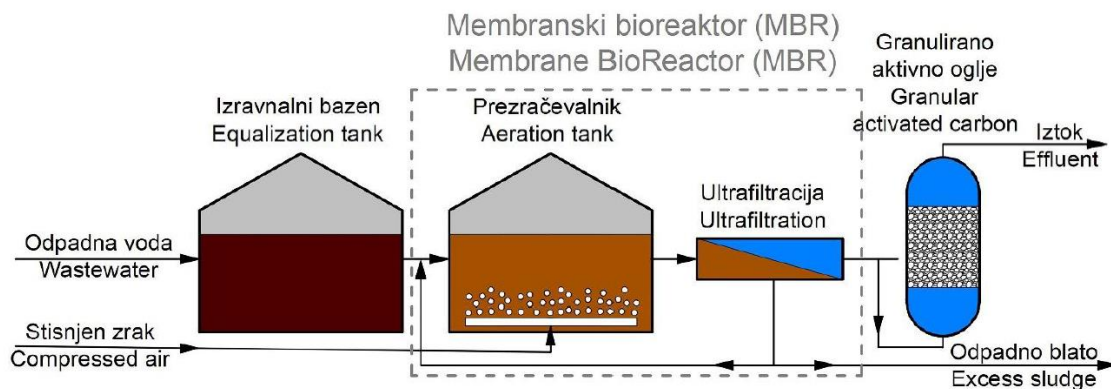 Membranski bioreaktor (MBR)
Membrane BioReactor (MBR)
Granulirano
aktivno oglje
Granular
activated carbon
Izravnalni bazen
Equalization tank
Prezračevalnik
Aeration tank
Iztok
Effluent
Ultrafiltracija
Ultrafiltration
Odpadna voda
Wastewater
Stisnjen zrak
Compressed air
Odpadno blato
Excess sludge